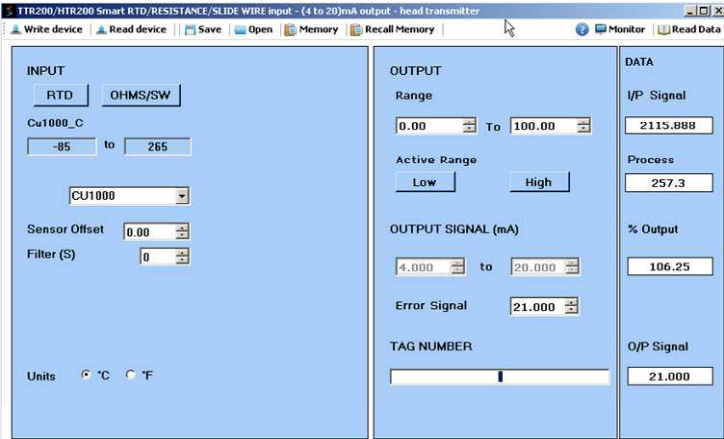 TTR200/HTR200 Smart RTD/RESISTANCE/SLIDE WIRE input - (4 to 20)mA output - head transmitter
Write device Read device Save Open Memory Recall Memory ? Monitor Read Data
INPUT
RTD OHMS/SW
Cu1000_C
-85 to 265
CU1000
Sensor Offset 0.00
Filter (S) 0
Units °C °F
OUTPUT
Range
0.00 To 100.00
Active Range
Low High
OUTPUT SIGNAL (mA)
4.000 to 20.000
Error Signal 21.000
TAG NUMBER
DATA
I/P Signal
2115.888
Process
257.3
% Output
106.25
O/P Signal
21.000